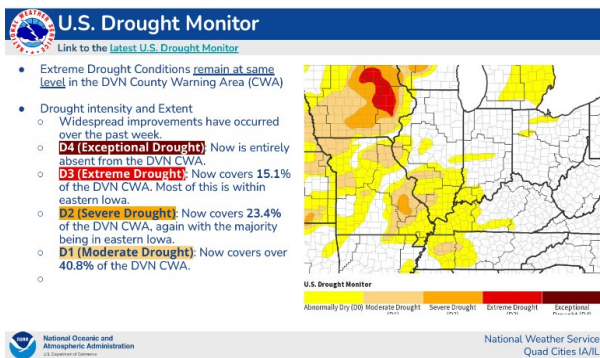 U.S. Drought Monitor
Link to the latest U.S. Drought Monitor
Extreme Drought Conditions remain at same
level in the DVN County Warning Area (CWA)
Drought intensity and Extent
Widespread improvements have occurred
over the past week.
D4 (Exceptional Drought): Now is entirely
absent from the DVN CWA.
D3 (Extreme Drought): Now covers 15.1%
of the DVN CWA. Most of this is within
eastern Iowa.
D2 (Severe Drought): Now covers 23.4%
of the DVN CWA, again with the majority
being in eastern Iowa.
D1 (Moderate Drought): Now covers over
40.8% of the DVN CWA.
U.S. Drought Monitor
Abnormally Dry (D0) Moderate Drought Severe Drought Extreme Drought Exceptional
NOAA
National Oceanic and
Atmospheric Administration
U.S. Department of Commerce
National Weather Service
Quad Cities IA/IL